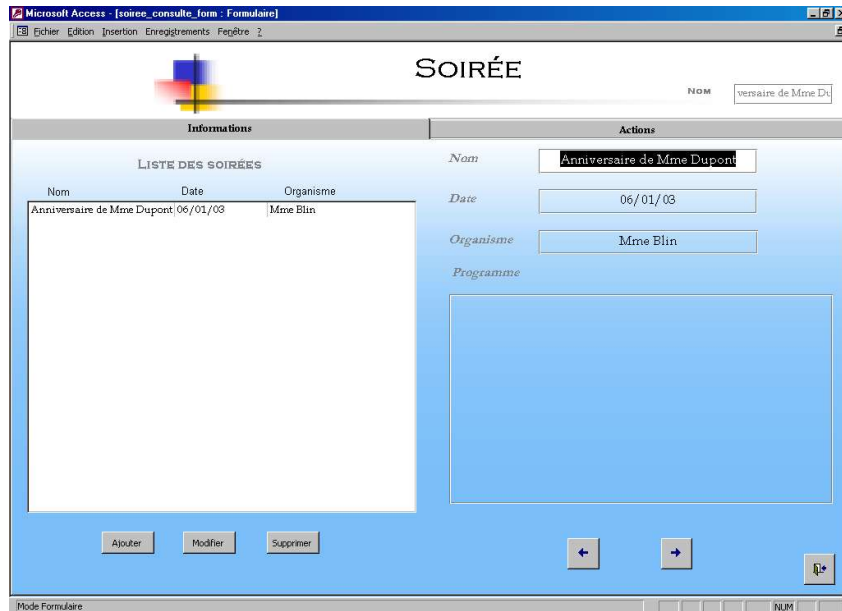 Microsoft Access - [soiree_consulte_form : Formulaire]
Fichier Edition Insertion Enregistrements Fenêtre ?
SOIRÉE
NOM versaire de Mme Du
Informations
Actions
LISTE DES SOIRÉES
Nom Date Organisme
Anniversaire de Mme Dupont 06/01/03 Mme Blin
Nom Anniversaire de Mme Dupont
Date 06/01/03
Organisme Mme Blin
Programme
Ajouter Modifier Supprimer
Mode Formulaire NUM